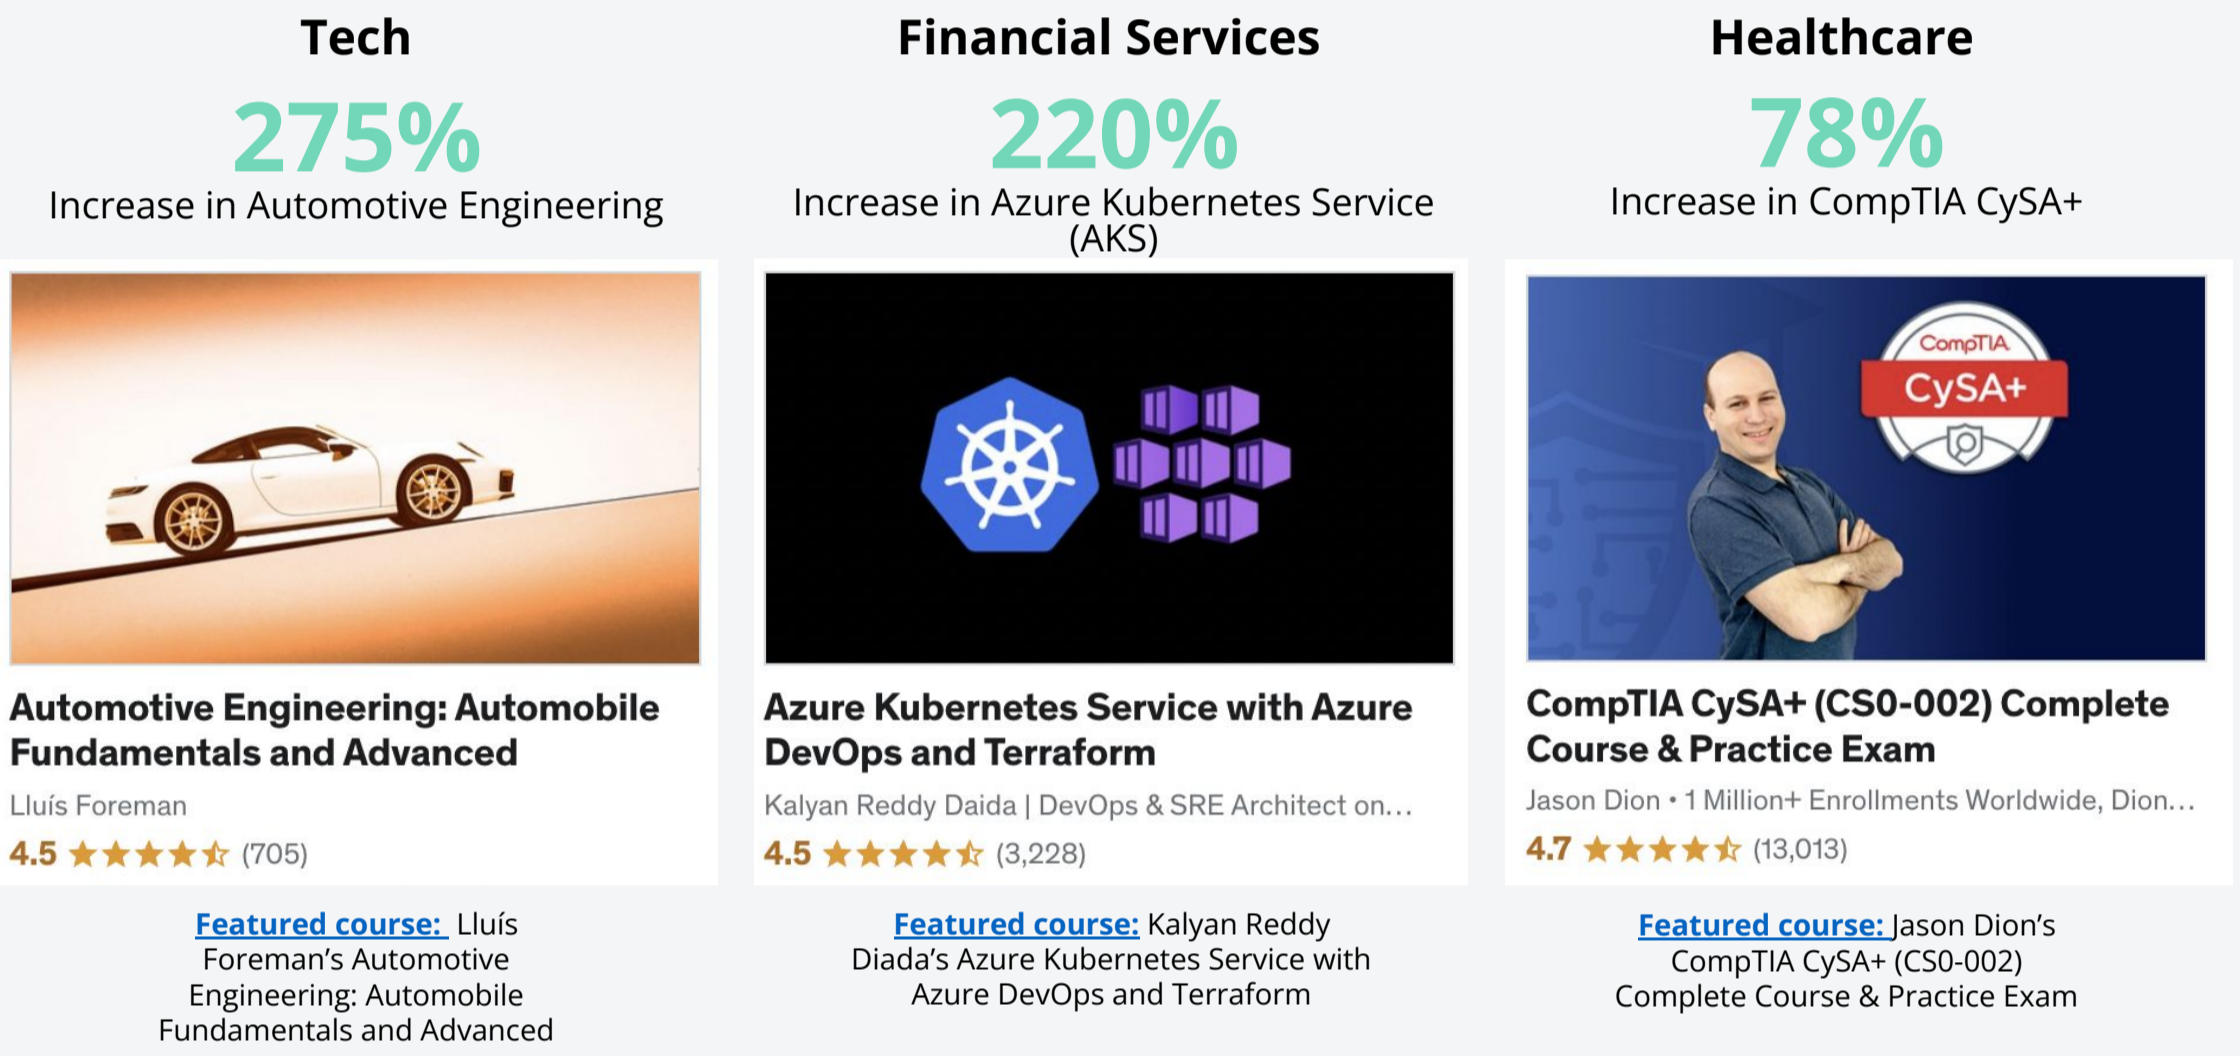 Tech
275%
Increase in Automotive Engineering
Automotive Engineering: Automobile
Fundamentals and Advanced
Lluís Foreman
4.5 (705)
Featured course: Lluís
Foreman’s Automotive
Engineering: Automobile
Fundamentals and Advanced
Financial Services
220%
Increase in Azure Kubernetes Service
(AKS)
Azure Kubernetes Service with Azure
DevOps and Terraform
Kalyan Reddy Daida | DevOps & SRE Architect on...
4.5 (3,228)
Featured course: Kalyan Reddy
Diada’s Azure Kubernetes Service with
Azure DevOps and Terraform
Healthcare
78%
Increase in CompTIA CySA+
CompTIA
CySA+
CompTIA CySA+ (CS0-002) Complete
Course & Practice Exam
Jason Dion • 1 Million+ Enrollments Worldwide, Dion...
4.7 (13,013)
Featured course: Jason Dion’s
CompTIA CySA+ (CS0-002)
Complete Course & Practice Exam